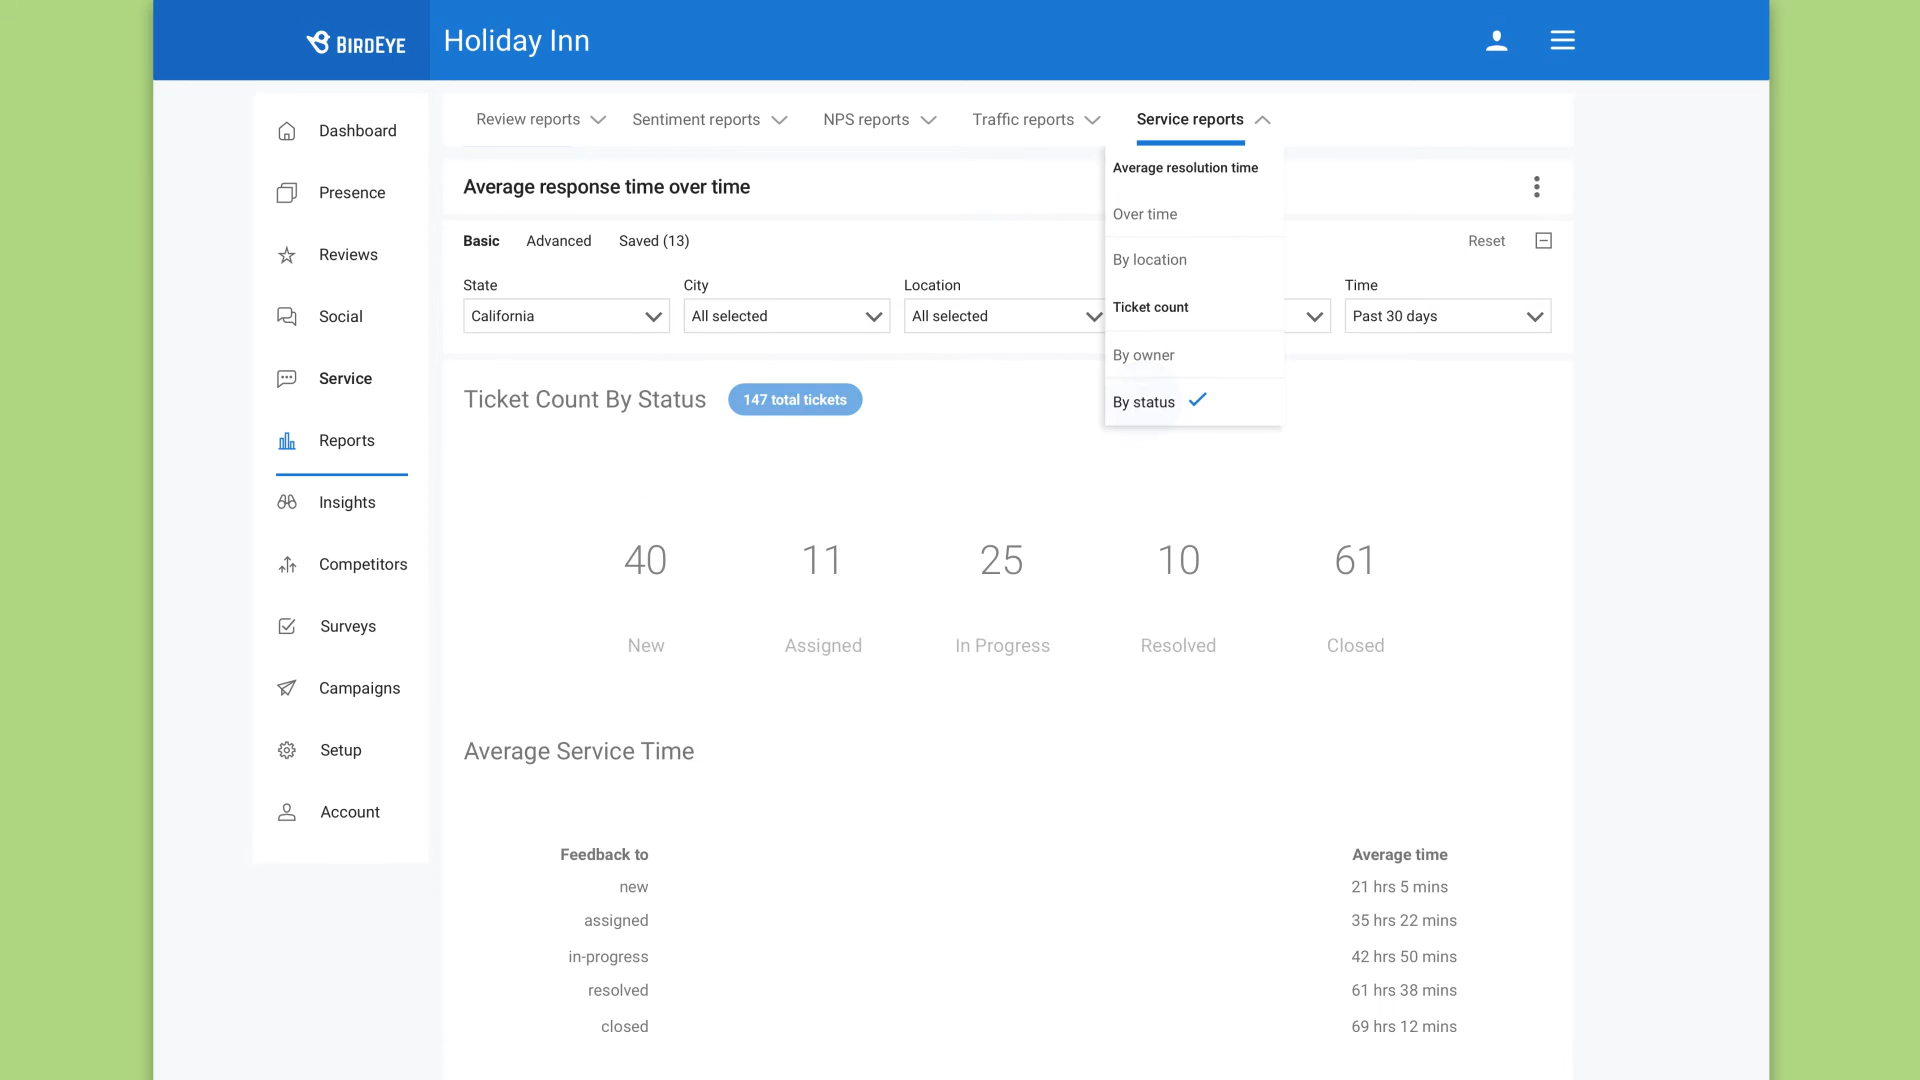 BIRDEYE
Holiday Inn
Dashboard
Presence
Reviews
Social
Service
Reports
Insights
Competitors
Surveys
Campaigns
Setup
Account
Review reports
Sentiment reports
NPS reports
Traffic reports
Service reports
Average resolution time
Over time
By location
Ticket count
By owner
By status
Average response time over time
Basic
Advanced
Saved (13)
Reset
State
City
Location
Time
California
All selected
All selected
Past 30 days
Ticket Count By Status
147 total tickets
40
11
25
10
61
New
Assigned
In Progress
Resolved
Closed
Average Service Time
Feedback to
Average time
new
21 hrs 5 mins
assigned
35 hrs 22 mins
in-progress
42 hrs 50 mins
resolved
61 hrs 38 mins
closed
69 hrs 12 mins